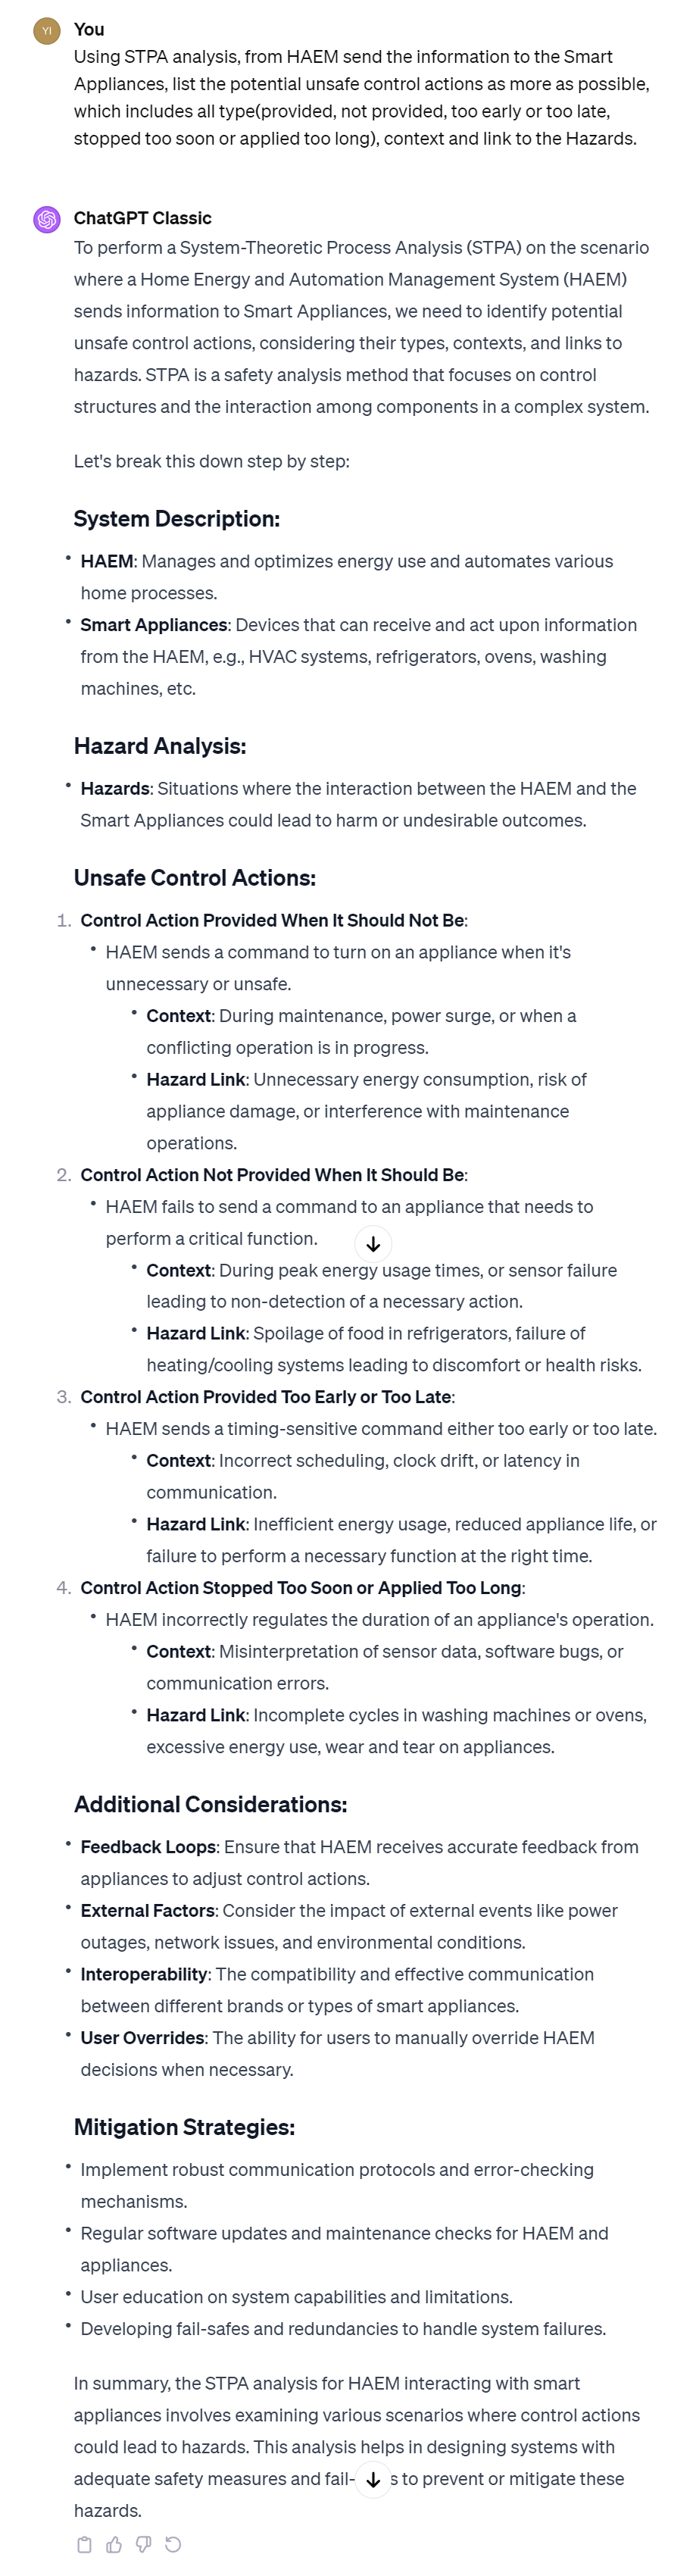 YI
You
Using STPA analysis, from HAEM send the information to the Smart
Appliances, list the potential unsafe control actions as more as possible,
which includes all type(provided, not provided, too early or too late,
stopped too soon or applied too long), context and link to the Hazards.
ChatGPT Classic
To perform a System-Theoretic Process Analysis (STPA) on the scenario
where a Home Energy and Automation Management System (HAEM)
sends information to Smart Appliances, we need to identify potential
unsafe control actions, considering their types, contexts, and links to
hazards. STPA is a safety analysis method that focuses on control
structures and the interaction among components in a complex system.
Let's break this down step by step:
System Description:
• HAEM: Manages and optimizes energy use and automates various
home processes.
• Smart Appliances: Devices that can receive and act upon information
from the HAEM, e.g., HVAC systems, refrigerators, ovens, washing
machines, etc.
Hazard Analysis:
• Hazards: Situations where the interaction between the HAEM and the
Smart Appliances could lead to harm or undesirable outcomes.
Unsafe Control Actions:
1. Control Action Provided When It Should Not Be:
• HAEM sends a command to turn on an appliance when it's
unnecessary or unsafe.
• Context: During maintenance, power surge, or when a
conflicting operation is in progress.
• Hazard Link: Unnecessary energy consumption, risk of
appliance damage, or interference with maintenance
operations.
2. Control Action Not Provided When It Should Be:
• HAEM fails to send a command to an appliance that needs to
perform a critical function.
• Context: During peak energy usage times, or sensor failure
leading to non-detection of a necessary action.
• Hazard Link: Spoilage of food in refrigerators, failure of
heating/cooling systems leading to discomfort or health risks.
3. Control Action Provided Too Early or Too Late:
• HAEM sends a timing-sensitive command either too early or too late.
• Context: Incorrect scheduling, clock drift, or latency in
communication.
• Hazard Link: Inefficient energy usage, reduced appliance life, or
failure to perform a necessary function at the right time.
4. Control Action Stopped Too Soon or Applied Too Long:
• HAEM incorrectly regulates the duration of an appliance's operation.
• Context: Misinterpretation of sensor data, software bugs, or
communication errors.
• Hazard Link: Incomplete cycles in washing machines or ovens,
excessive energy use, wear and tear on appliances.
Additional Considerations:
• Feedback Loops: Ensure that HAEM receives accurate feedback from
appliances to adjust control actions.
• External Factors: Consider the impact of external events like power
outages, network issues, and environmental conditions.
• Interoperability: The compatibility and effective communication
between different brands or types of smart appliances.
• User Overrides: The ability for users to manually override HAEM
decisions when necessary.
Mitigation Strategies:
• Implement robust communication protocols and error-checking
mechanisms.
• Regular software updates and maintenance checks for HAEM and
appliances.
• User education on system capabilities and limitations.
• Developing fail-safes and redundancies to handle system failures.
In summary, the STPA analysis for HAEM interacting with smart
appliances involves examining various scenarios where control actions
could lead to hazards. This analysis helps in designing systems with
adequate safety measures and fail- s to prevent or mitigate these
hazards.